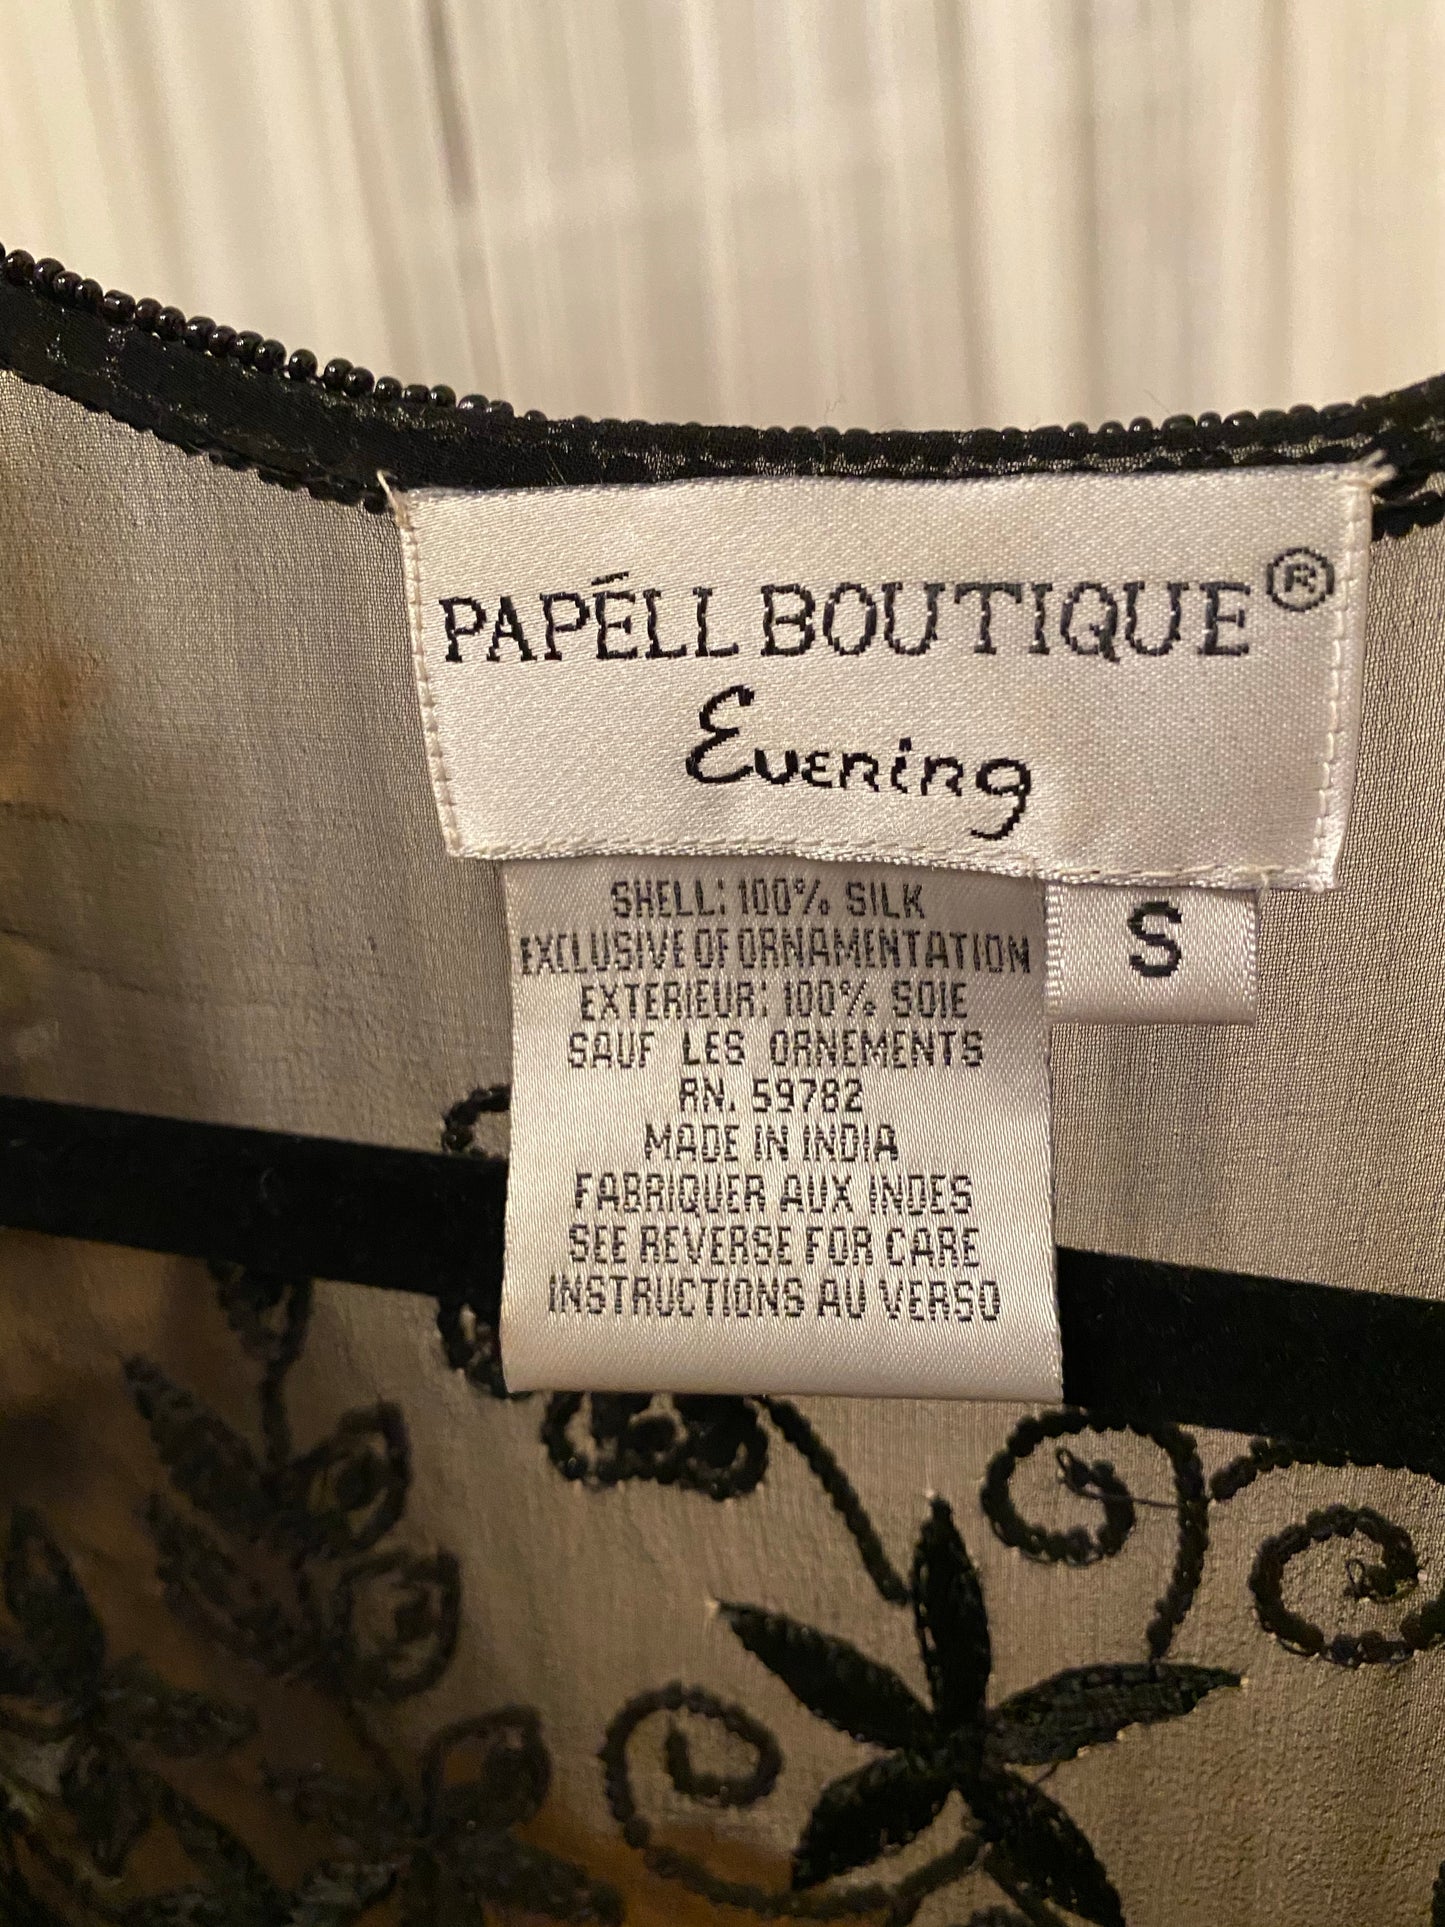 PAPÉLL BOUTIQUE®
Evening
S
SHELL: 100% SILK
EXCLUSIVE OF ORNAMENTATION
EXTERIEUR: 100% SOIE
SAUF LES ORNEMENTS
RN. 59782
MADE IN INDIA
FABRIQUER AUX INDES
SEE REVERSE FOR CARE
INSTRUCTIONS AU VERSO